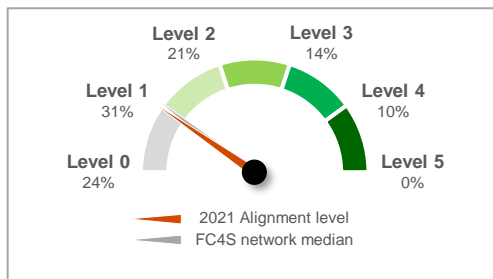 Level 2
21%
Level 3
14%
Level 1
31%
Level 4
10%
Level 0
24%
Level 5
0%
2021 Alignment level
FC4S network median